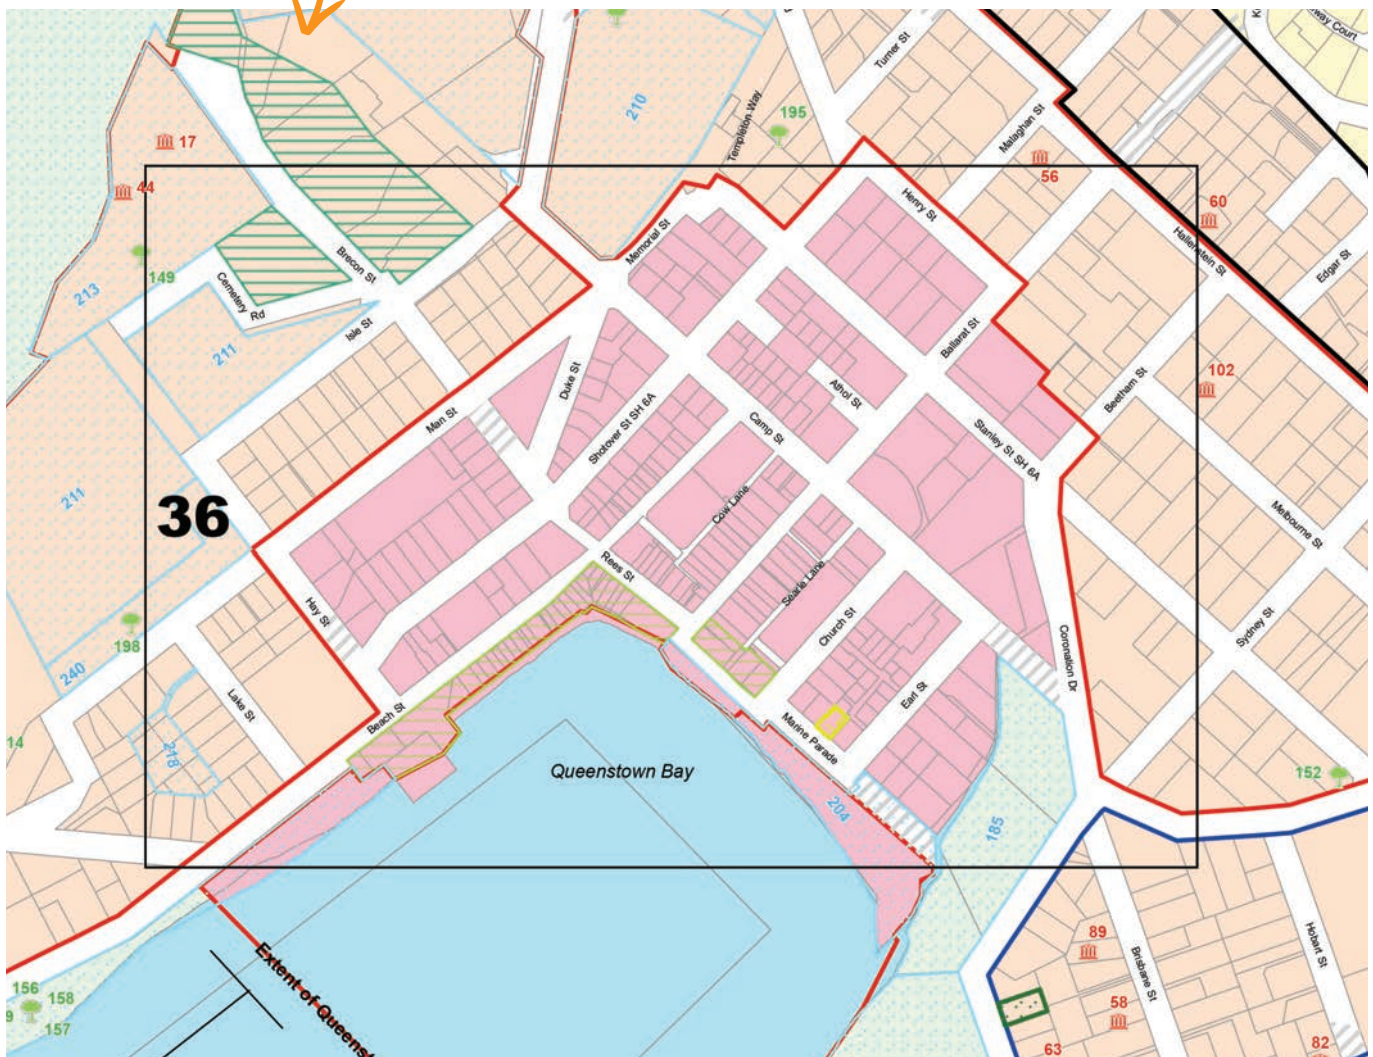 Turner St
way Court
210
Templeton Way
195
Malaghan St
17
56
44
Henry St
60
Memorial St
Hallenstein St
Brecon St
Edgar St
149
Cemetery
Rd
213
Isle St
211
Ballarat St
Duke St
Beetham St
102
Athol St
Man St
Shotover St SH 6A
Camp St
Stanley St SH 6A
211
36
Cow Lane
Melbourne St
Rees St
Searle Lane
Hay St
Church St
Sydney St
198
Coronation Dr
240
Lake St
Earl St
Beach St
Marine Parade
14
218
Queenstown Bay
152
204
185
89
Hobart St
Extent of Queenst
Brisbane St
156
158
9
157
58
63
82